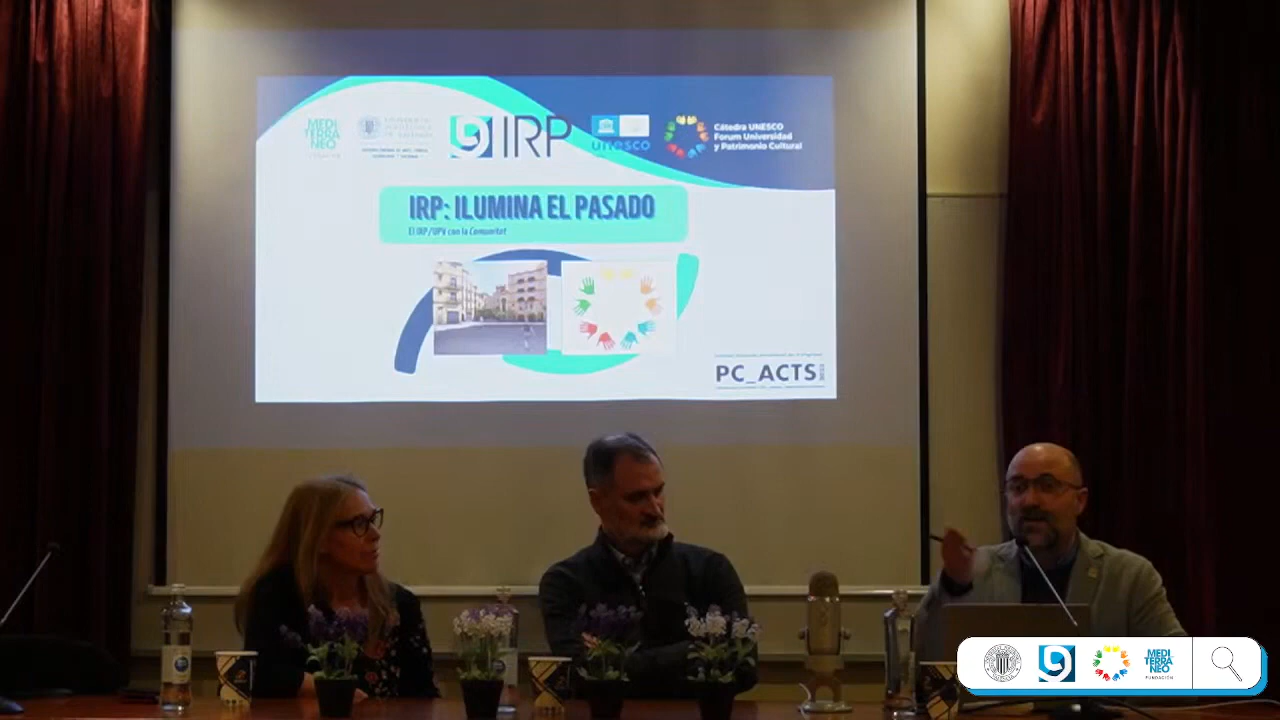 MEDI
TERRA
NEO
IRP
unesco
Cátedra UNESCO
Forum Universidad
y Patrimonio Cultural
IRP: ILUMINA EL PASADO
El IRP/UPV con la Comunitat
PC_ACTS
MEDI
TERRA
NEO
FUNDACIÓN